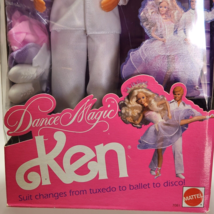 Dance Magic
Ken
Suit changes from tuxedo to ballet to disco!
MATTEL